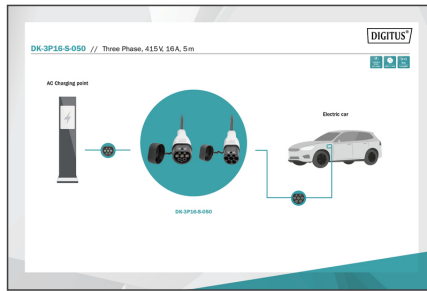 DIGITUS®
DK-3P16-S-050 // Three Phase, 415 V, 16 A, 5 m
AC Charging point
Electric car
DK-3P16-S-050